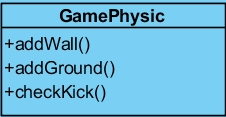 GamePhysic
+addWall()
+addGround()
+checkKick()